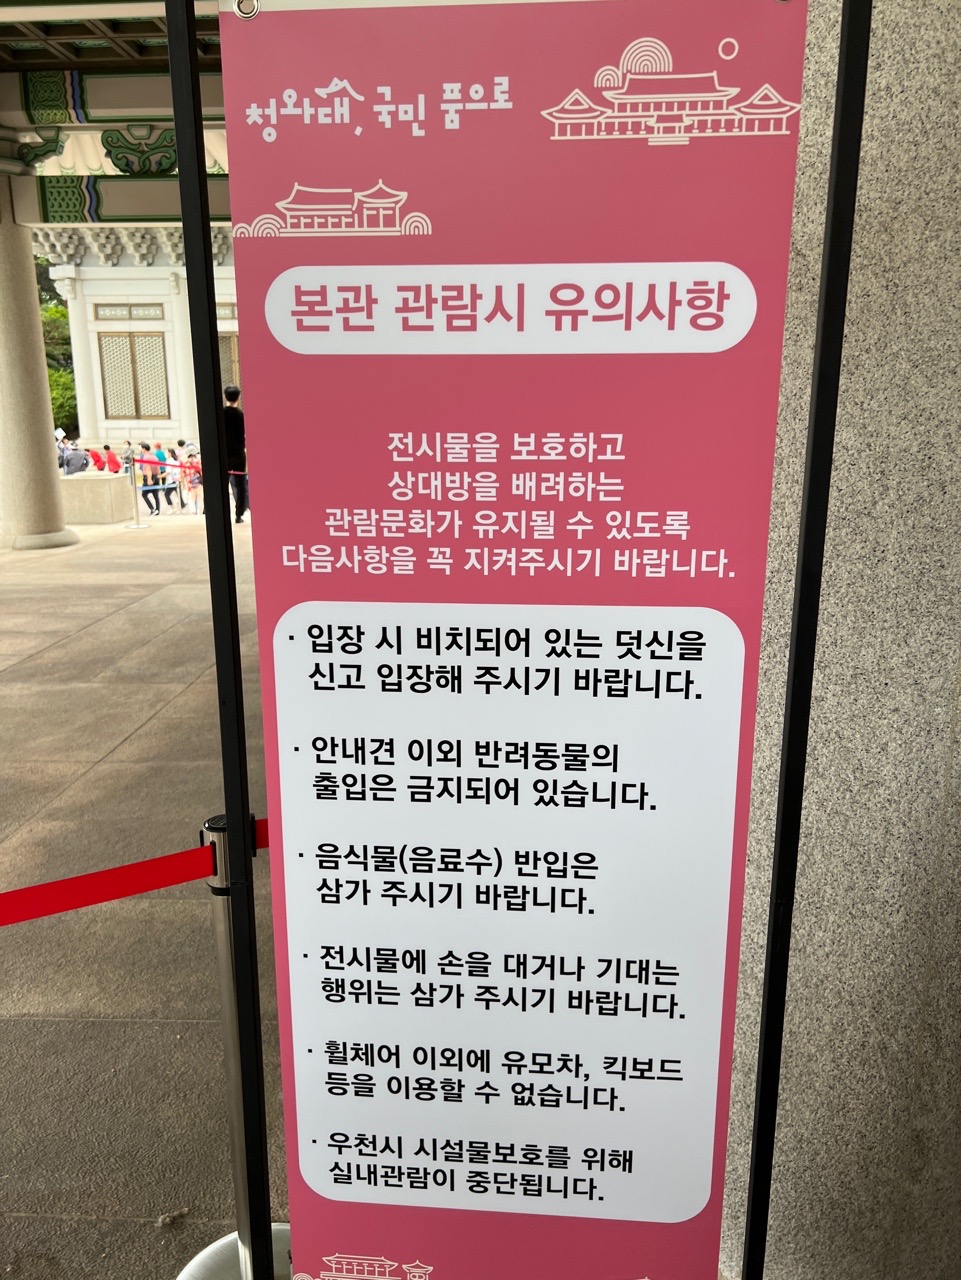 청와대, 국민 품으로
본관 관람시 유의사항
전시물을 보호하고
상대방을 배려하는
관람문화가 유지될 수 있도록
다음사항을 꼭 지켜주시기 바랍니다.
· 입장 시 비치되어 있는 덧신을
신고 입장해 주시기 바랍니다.
· 안내견 이외 반려동물의
출입은 금지되어 있습니다.
· 음식물(음료수) 반입은
삼가 주시기 바랍니다.
· 전시물에 손을 대거나 기대는
행위는 삼가 주시기 바랍니다.
· 휠체어 이외에 유모차, 킥보드
등을 이용할 수 없습니다.
· 우천시 시설물보호를 위해
실내관람이 중단됩니다.